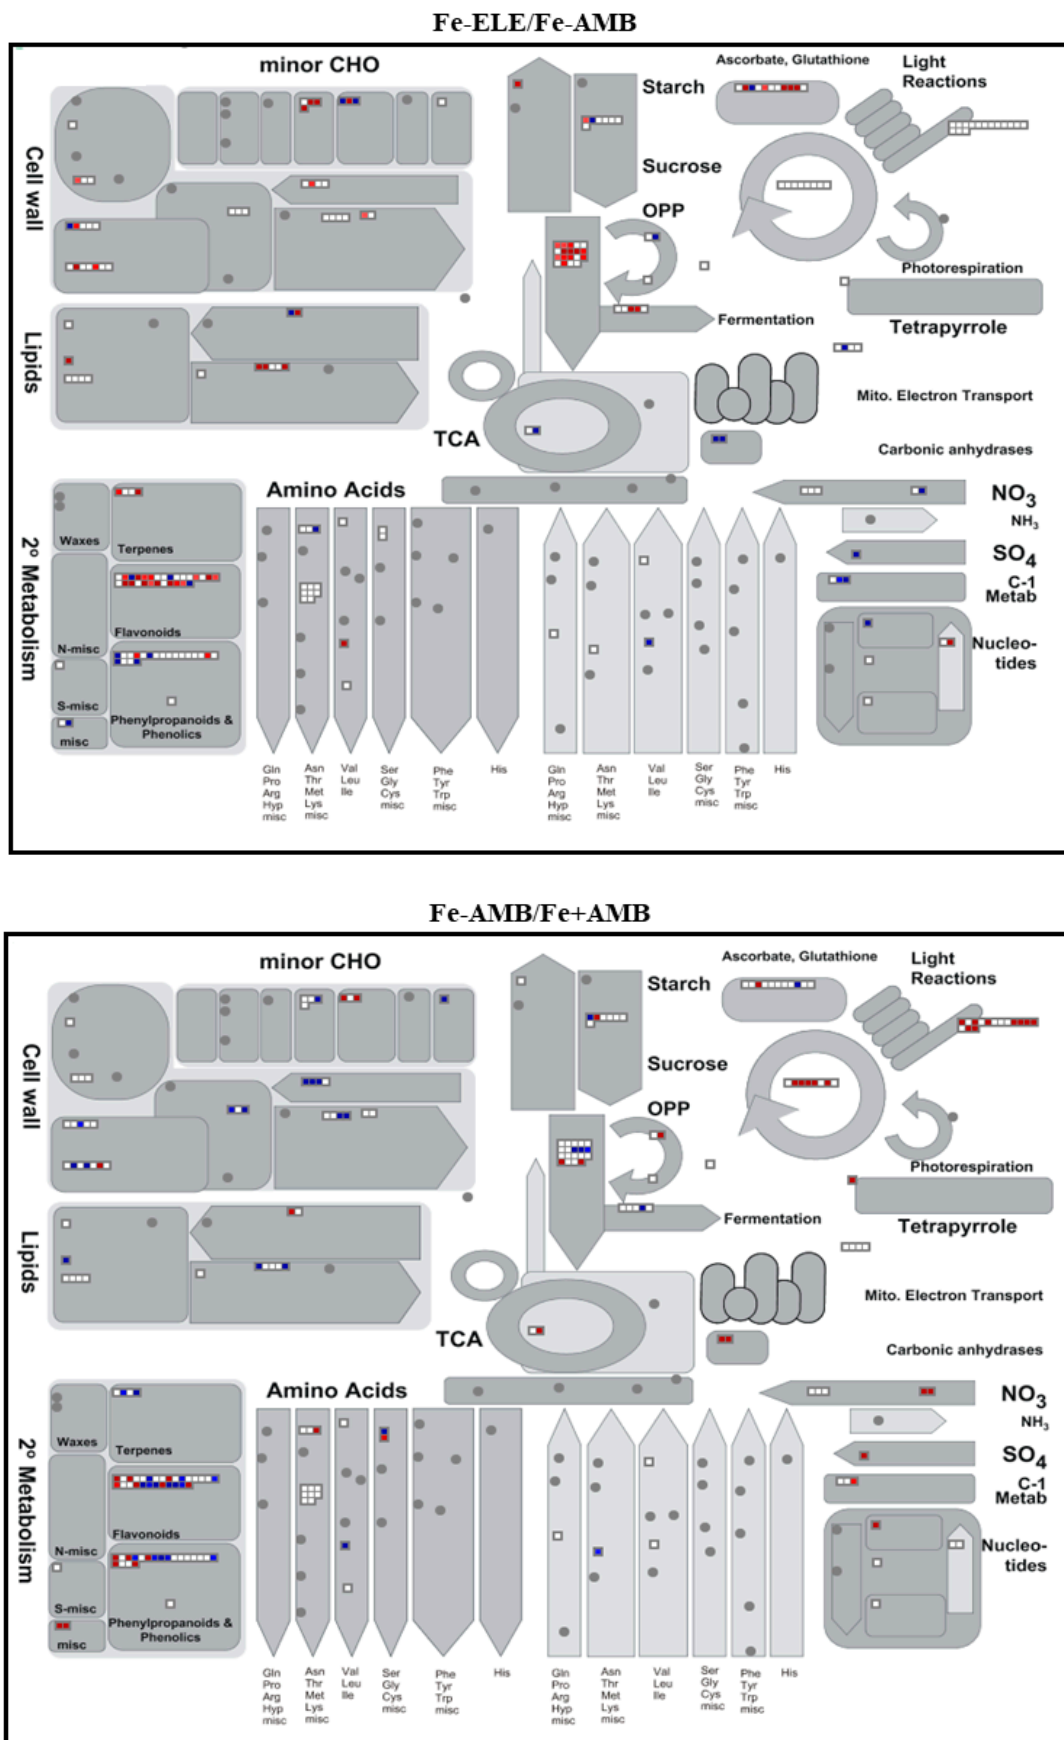 Fe-ELE/Fe-AMB
minor CHO
Starch
Sucrose
OPP
Ascorbate, Glutathione
Light
Reactions
Cell wall
Photorespiration
Tetrapyrrole
Fermentation
Lipids
TCA
Mito. Electron Transport
Carbonic anhydrases
2º Metabolism
Waxes
Terpenes
Flavonoids
N-misc
S-misc
misc
Phenylpropanoids &
Phenolics
Amino Acids
NO3
NH3
SO4
C-1
Metab
Nucleo-
tides
Gln
Pro
Arg
Hyp
misc
Asn
Thr
Met
Lys
misc
Val
Leu
Ile
Ser
Gly
Cys
misc
Phe
Tyr
Trp
misc
His
Gln
Pro
Arg
Hyp
misc
Asn
Thr
Met
Lys
misc
Val
Leu
Ile
Ser
Gly
Cys
misc
Phe
Tyr
Trp
misc
His
Fe-AMB/Fe+AMB
minor CHO
Starch
Sucrose
OPP
Ascorbate, Glutathione
Light
Reactions
Cell wall
Photorespiration
Tetrapyrrole
Fermentation
Lipids
TCA
Mito. Electron Transport
Carbonic anhydrases
2º Metabolism
Waxes
Terpenes
Flavonoids
N-misc
S-misc
misc
Phenylpropanoids &
Phenolics
Amino Acids
NO3
NH3
SO4
C-1
Metab
Nucleo-
tides
Gln
Pro
Arg
Hyp
misc
Asn
Thr
Met
Lys
misc
Val
Leu
Ile
Ser
Gly
Cys
misc
Phe
Tyr
Trp
misc
His
Gln
Pro
Arg
Hyp
misc
Asn
Thr
Met
Lys
misc
Val
Leu
Ile
Ser
Gly
Cys
misc
Phe
Tyr
Trp
misc
His